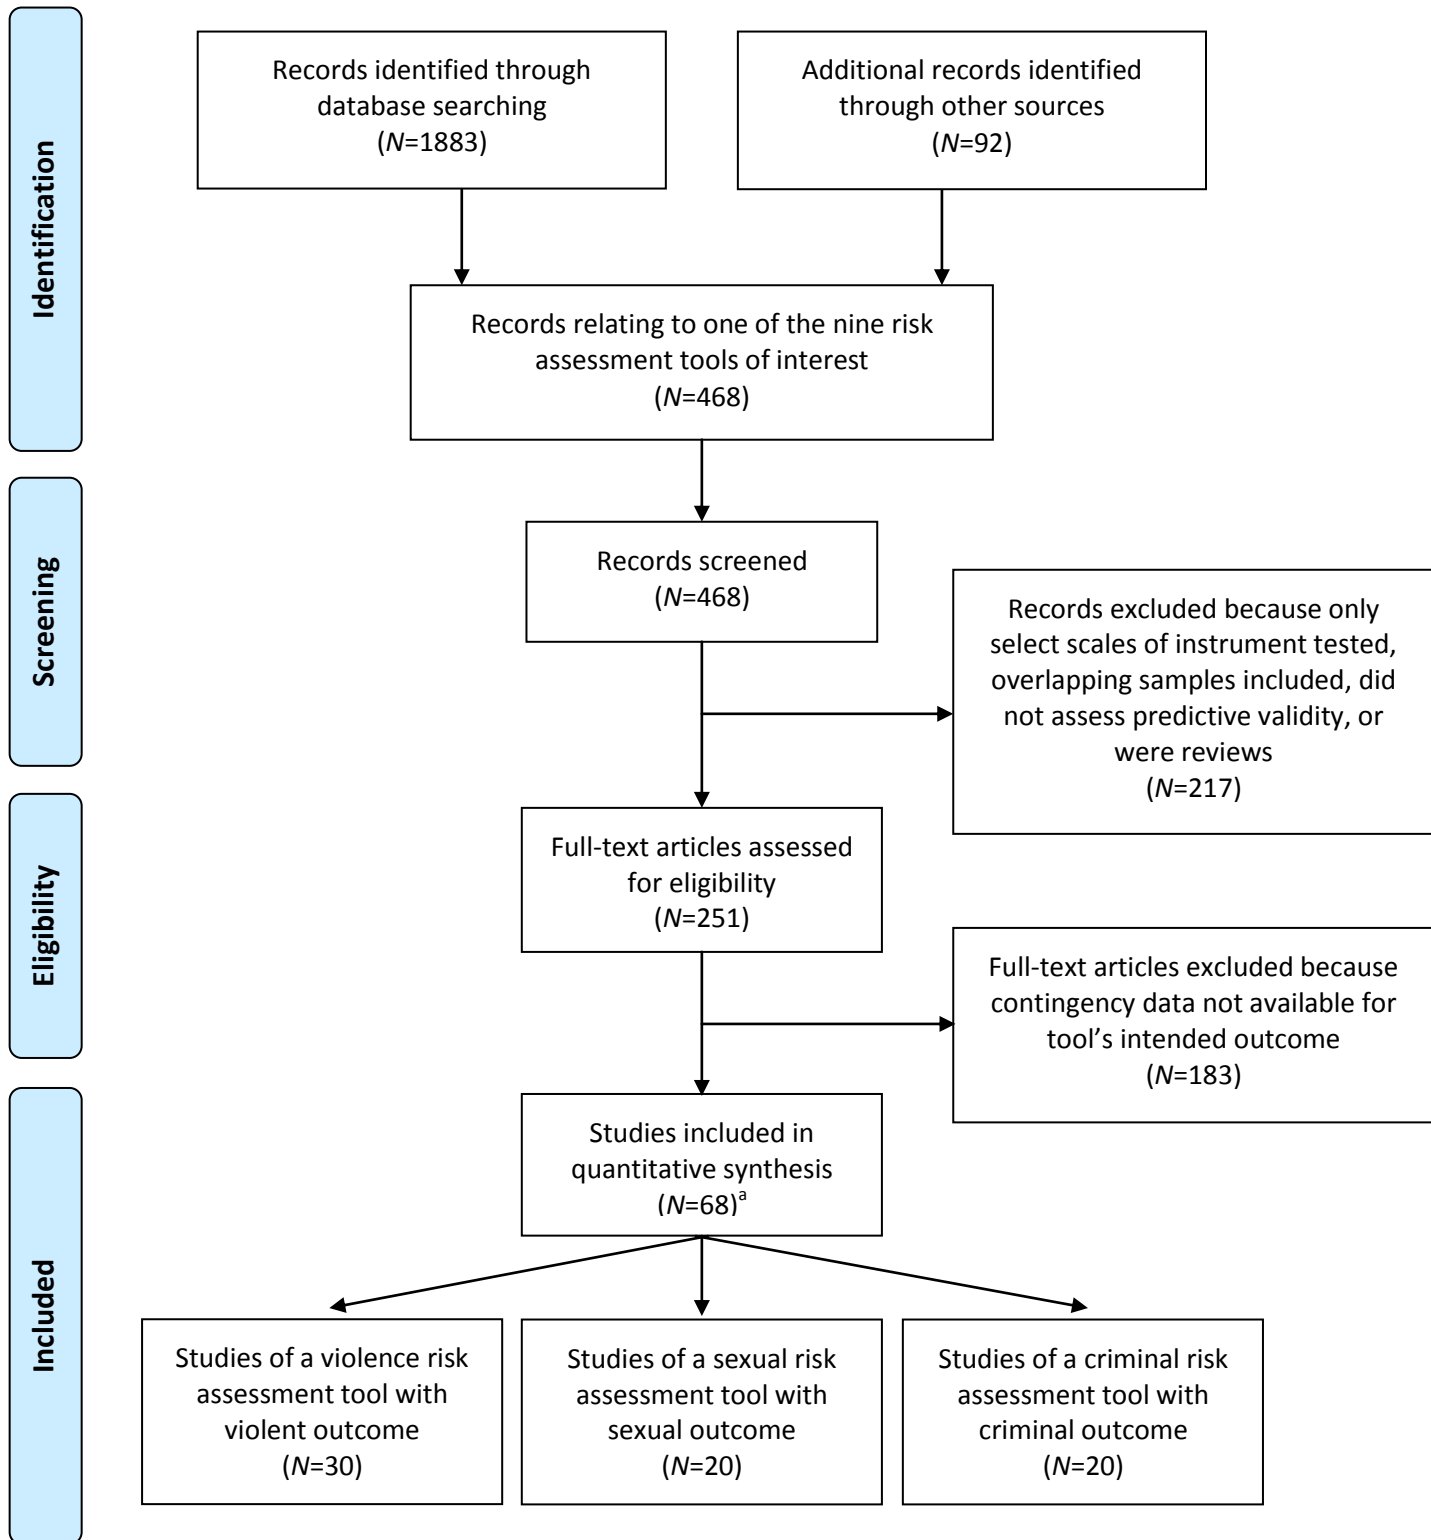 Identification
Records identified through
database searching
(N=1883)
Additional records identified
through other sources
(N=92)
Records relating to one of the nine risk
assessment tools of interest
(N=468)
Screening
Records screened
(N=468)
Records excluded because only
select scales of instrument tested,
overlapping samples included, did
not assess predictive validity, or
were reviews
(N=217)
Eligibility
Full-text articles assessed
for eligibility
(N=251)
Full-text articles excluded because
contingency data not available for
tool’s intended outcome
(N=183)
Included
Studies included in
quantitative synthesis
(N=68)a
Studies of a violence risk
assessment tool with
violent outcome
(N=30)
Studies of a sexual risk
assessment tool with
sexual outcome
(N=20)
Studies of a criminal risk
assessment tool with
criminal outcome
(N=20)